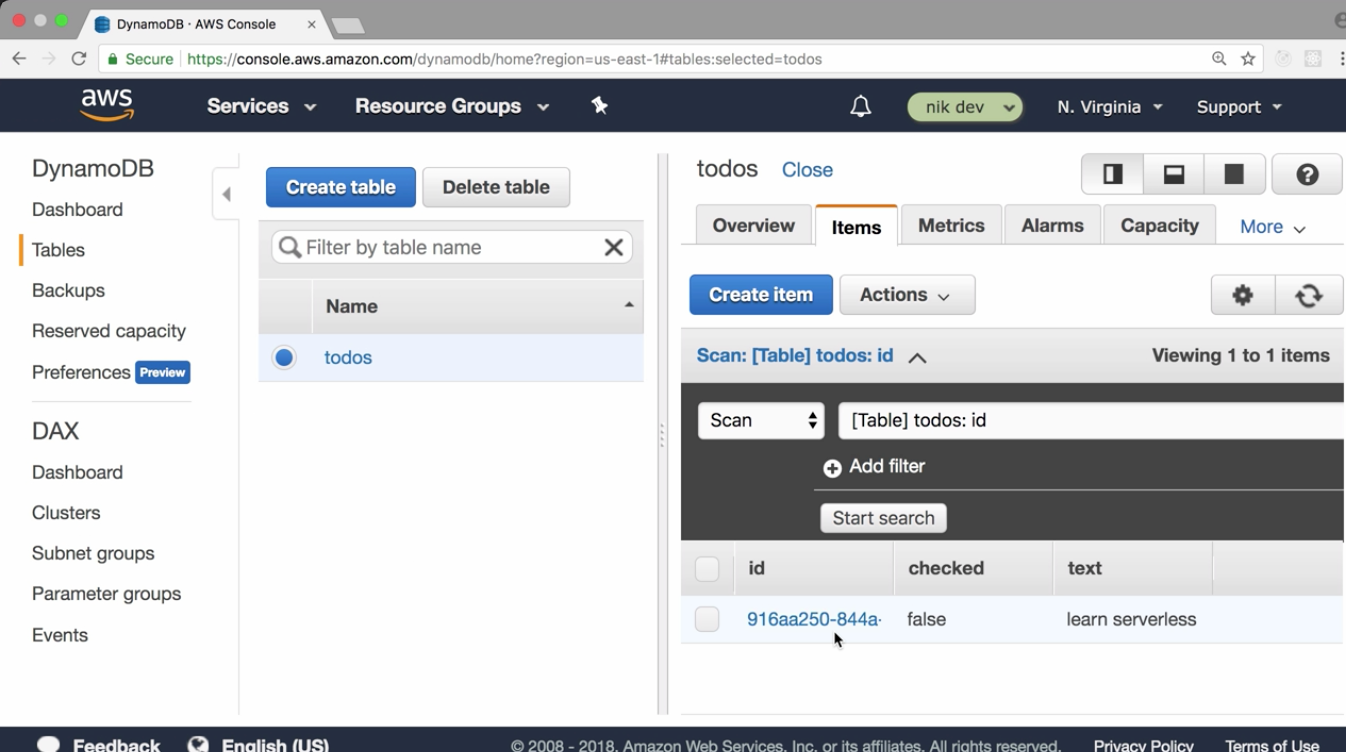 DynamoDB · AWS Console
Secure https://console.aws.amazon.com/dynamodb/home?region=us-east-1#tables:selected=todos
aws Services Resource Groups nik dev N. Virginia Support
DynamoDB
Dashboard
Tables
Backups
Reserved capacity
Preferences Preview
DAX
Dashboard
Clusters
Subnet groups
Parameter groups
Events
Create table Delete table
Filter by table name
Name
todos
todos Close
Overview Items Metrics Alarms Capacity More
Create item Actions
Scan: [Table] todos: id Viewing 1 to 1 items
Scan [Table] todos: id
Add filter
Start search
id checked text
916aa250-844a- false learn serverless
Feedback English (US) © 2008 - 2018, Amazon Web Services, Inc. or its affiliates. All rights reserved. Privacy Policy Terms of Use